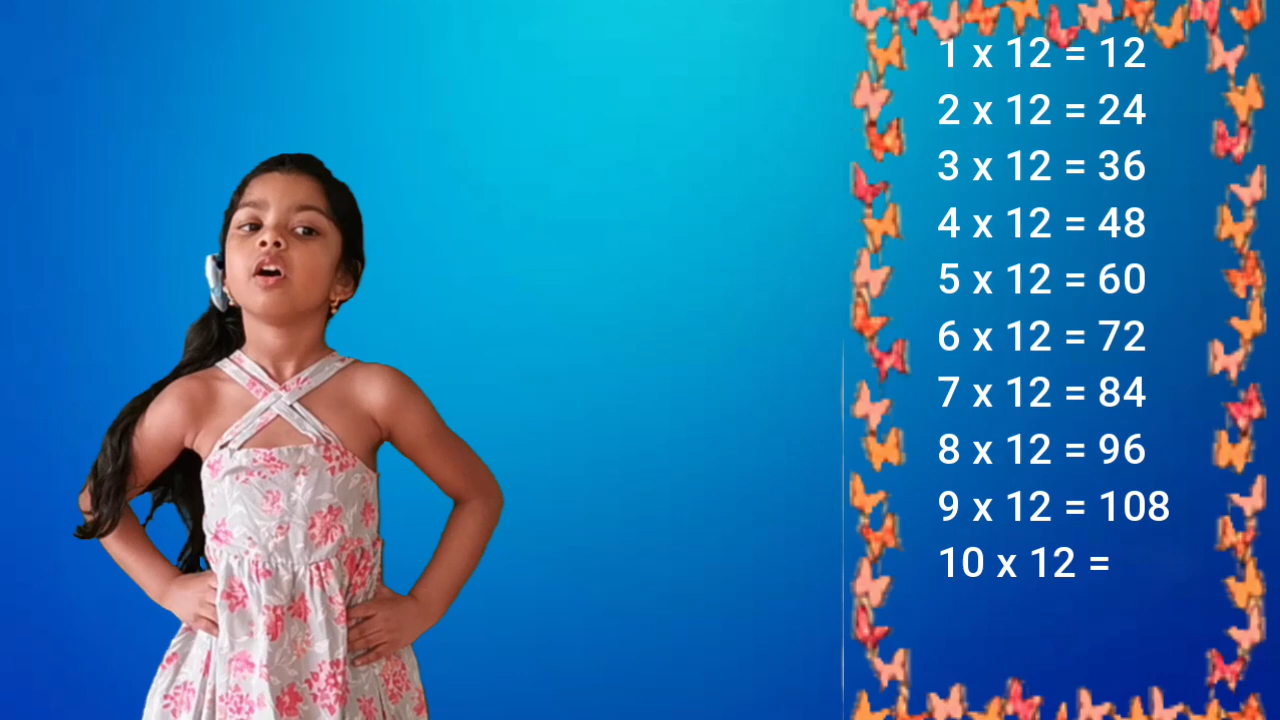 1 x 12 = 12
2 x 12 = 24
3 x 12 = 36
4 x 12 = 48
5 x 12 = 60
6 x 12 = 72
7 x 12 = 84
8 x 12 = 96
9 x 12 = 108
10 x 12 =